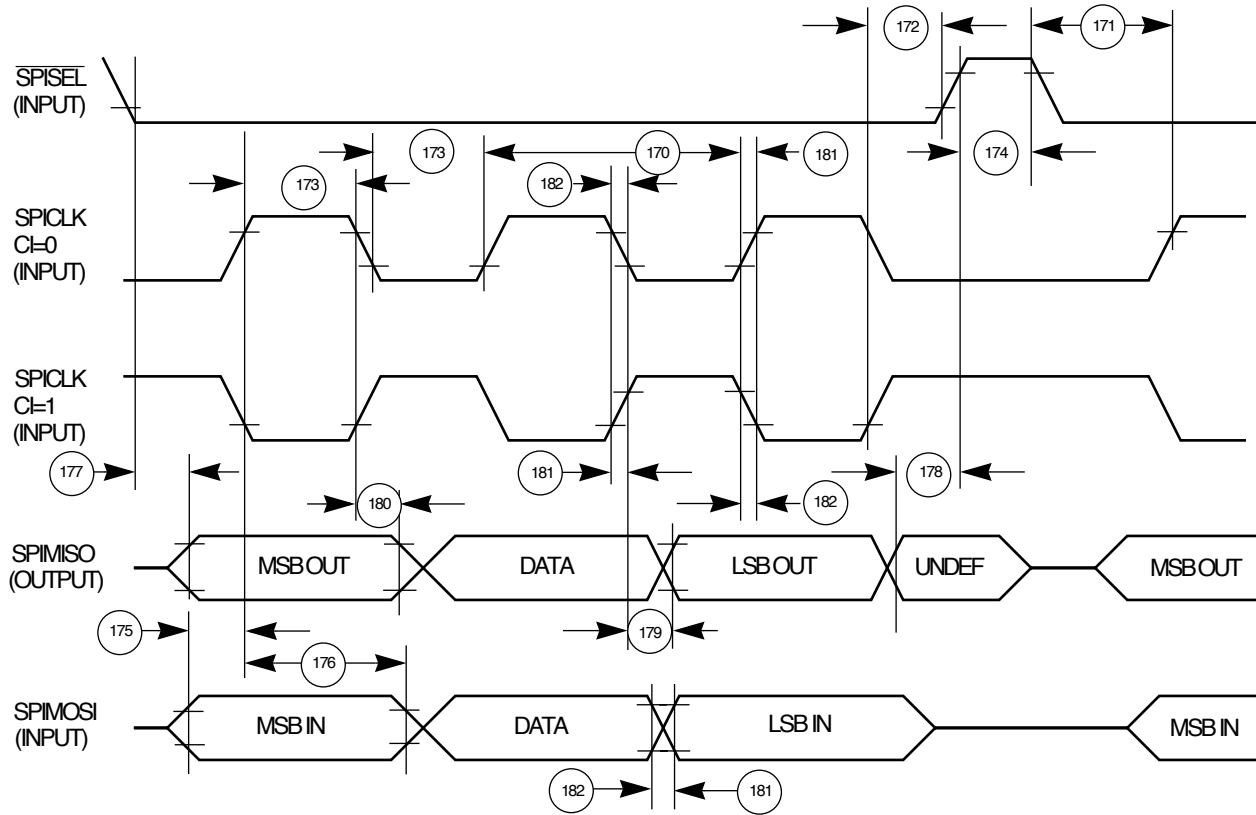 172
171
SPISEL
(INPUT)
173
170
181
174
173
182
SPICLK
CI=0
(INPUT)
SPICLK
CI=1
(INPUT)
177
181
180
182
178
SPIMISO
(OUTPUT)
MSB OUT
DATA
LSB OUT
UNDEF
MSB OUT
175
179
176
SPIMOSI
(INPUT)
MSB IN
DATA
LSB IN
MSB IN
182
181